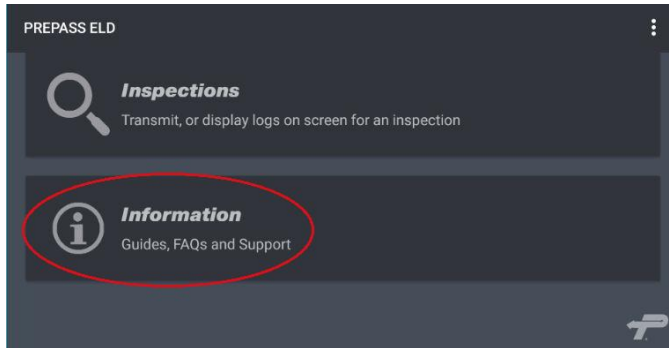 PREPASS ELD
Inspections
Transmit, or display logs on screen for an inspection
Information
Guides, FAQs and Support